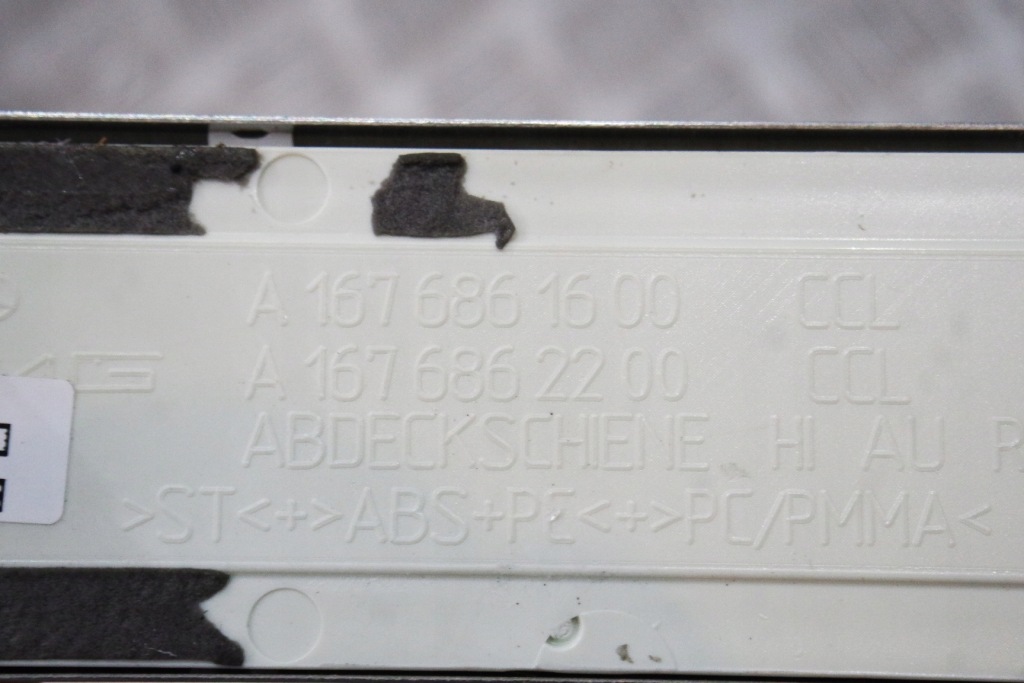 A 167 686 16 00 CCL
A 167 686 22 00 CCL
ABDECKSCHIENE HI AU R
>ST<+>ABS+PE<+>PC/PMMA<